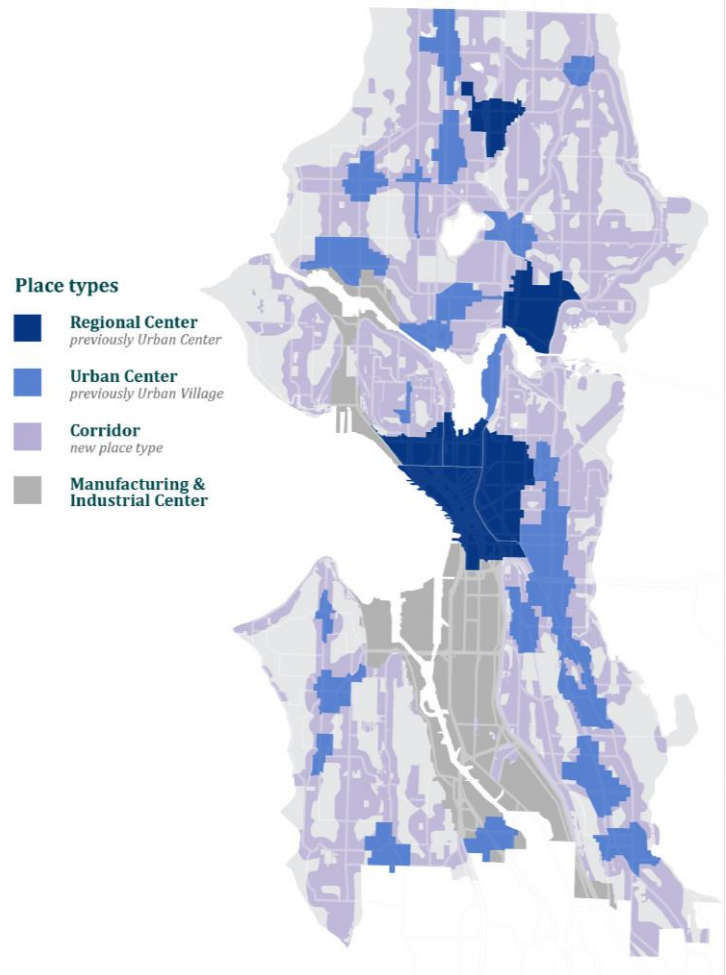 Place types
Regional Center
previously Urban Center
Urban Center
previously Urban Village
Corridor
new place type
Manufacturing &
Industrial Center